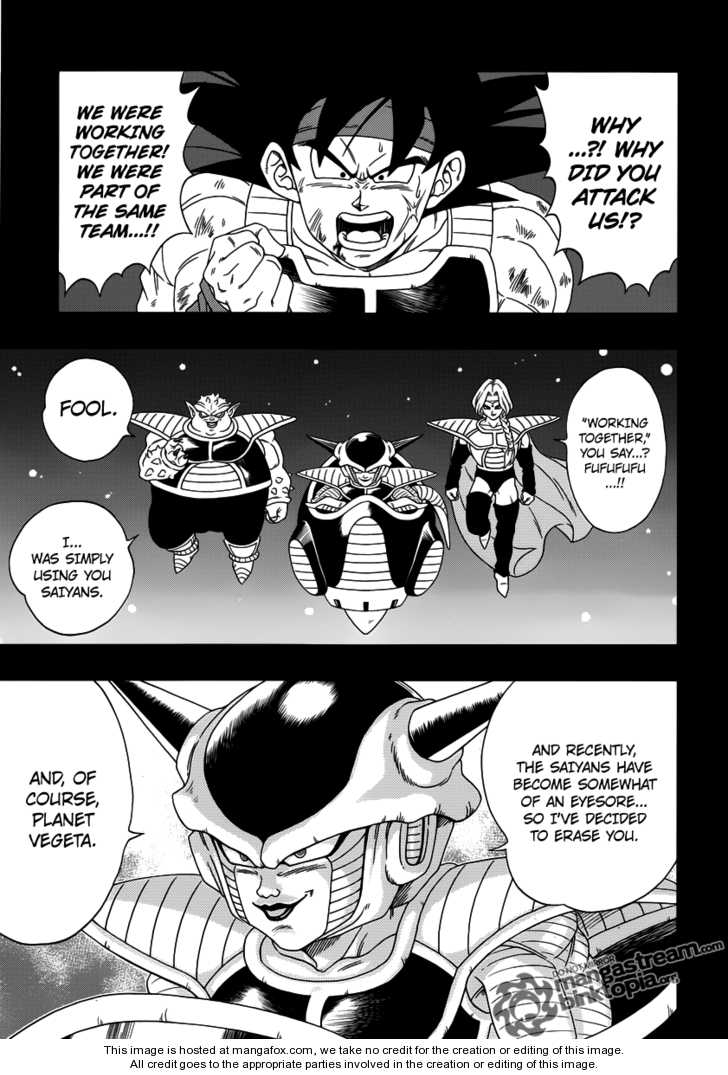 WHY
...?! WHY
DID YOU
ATTACK
US!?
WE WERE
WORKING
TOGETHER!
WE WERE
PART OF
THE SAME
TEAM...!!
"WORKING
TOGETHER,"
YOU SAY...?
FUFUFUFU
...!!
FOOL.
I...
WAS SIMPLY
USING YOU
SAIYANS.
AND RECENTLY,
THE SAIYANS HAVE
BECOME SOMEWHAT
OF AN EYESORE...
SO I'VE DECIDED
TO ERASE YOU.
AND, OF
COURSE,
PLANET
VEGETA.
mangastream.com
binktopia.org
This image is hosted at mangafox.com, we take no credit for the creation or editing of this image.
All credit goes to the appropriate parties involved in the creation or editing of this image.